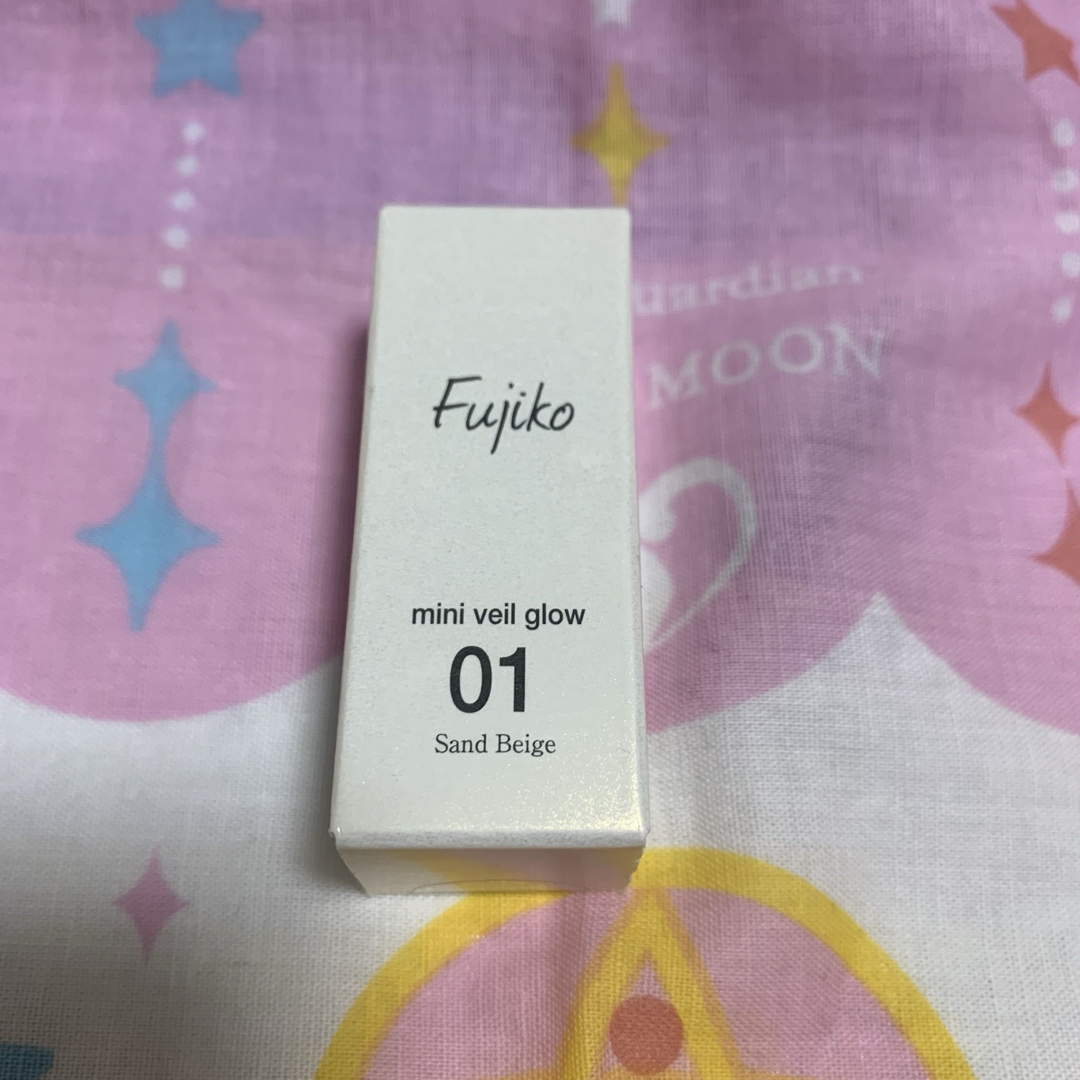 Fujiko
mini veil glow
01
Sand Beige
MOON